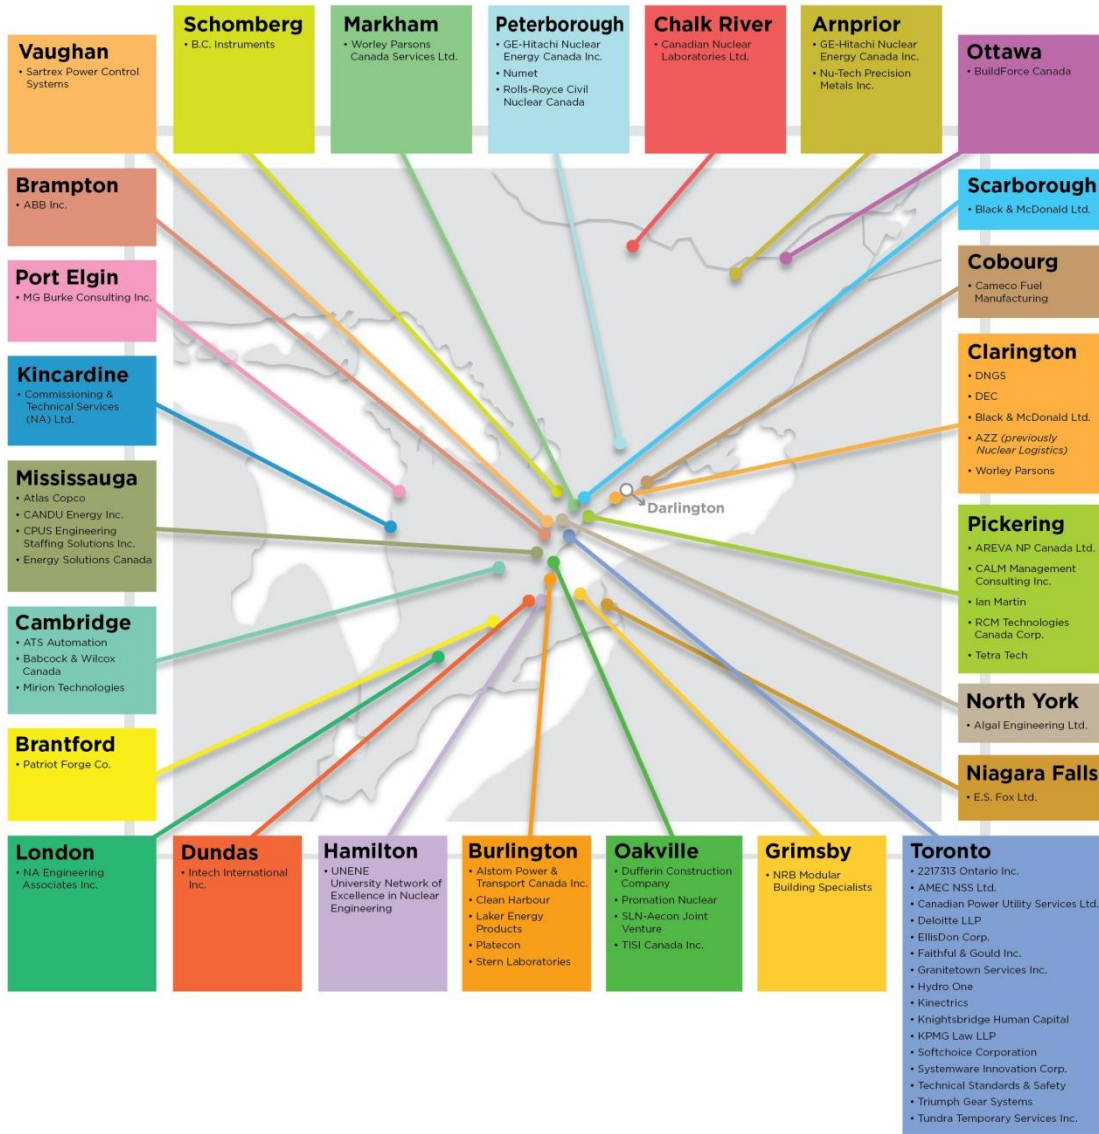 Schomberg
• B.C. Instruments
Markham
• Worley Parsons
Canada Services Ltd.
Peterborough
• GE-Hitachi Nuclear
Energy Canada Inc.
• Numet
• Rolls-Royce Civil
Nuclear Canada
Chalk River
• Canadian Nuclear
Laboratories Ltd.
Arnprior
• GE-Hitachi Nuclear
Energy Canada Inc.
• Nu-Tech Precision
Metals Inc.
Vaughan
• Sartrex Power Control
Systems
Ottawa
• BuildForce Canada
Brampton
• ABB Inc.
Scarborough
• Black & McDonald Ltd.
Port Elgin
• MG Burke Consulting Inc.
Cobourg
• Cameco Fuel
Manufacturing
Kincardine
• Commissioning &
Technical Services
(NA) Ltd.
Clarington
• DNGS
• DEC
• Black & McDonald Ltd.
• AZZ (previously
Nuclear Logistics)
• Worley Parsons
Mississauga
• Atlas Copco
• CANDU Energy Inc.
• CPUS Engineering
Staffing Solutions Inc.
• Energy Solutions Canada
Darlington
Pickering
• AREVA NP Canada Ltd.
• CALM Management
Consulting Inc.
• Ian Martin
• RCM Technologies
Canada Corp.
• Tetra Tech
Cambridge
• ATS Automation
• Babcock & Wilcox
Canada
• Mirion Technologies
North York
• Algal Engineering Ltd.
Brantford
• Patriot Forge Co.
Niagara Falls
• E.S. Fox Ltd.
London
• NA Engineering
Associates Inc.
Dundas
• Intech International
Inc.
Hamilton
• UNENE
University Network of
Excellence in Nuclear
Engineering
Burlington
• Alstom Power &
Transport Canada Inc.
• Clean Harbour
• Laker Energy
Products
• Platecon
• Stern Laboratories
Oakville
• Dufferin Construction
Company
• Promation Nuclear
• SLN-Aecon Joint
Venture
• TISI Canada Inc.
Grimsby
• NRB Modular
Building Specialists
Toronto
• 2217313 Ontario Inc.
• AMEC NSS Ltd.
• Canadian Power Utility Services Ltd.
• Deloitte LLP
• EllisDon Corp.
• Faithful & Gould Inc.
• Granitetown Services Inc.
• Hydro One
• Kinectrics
• Knightsbridge Human Capital
• KPMG Law LLP
• Softchoice Corporation
• Systemware Innovation Corp.
• Technical Standards & Safety
• Triumph Gear Systems
• Tundra Temporary Services Inc.